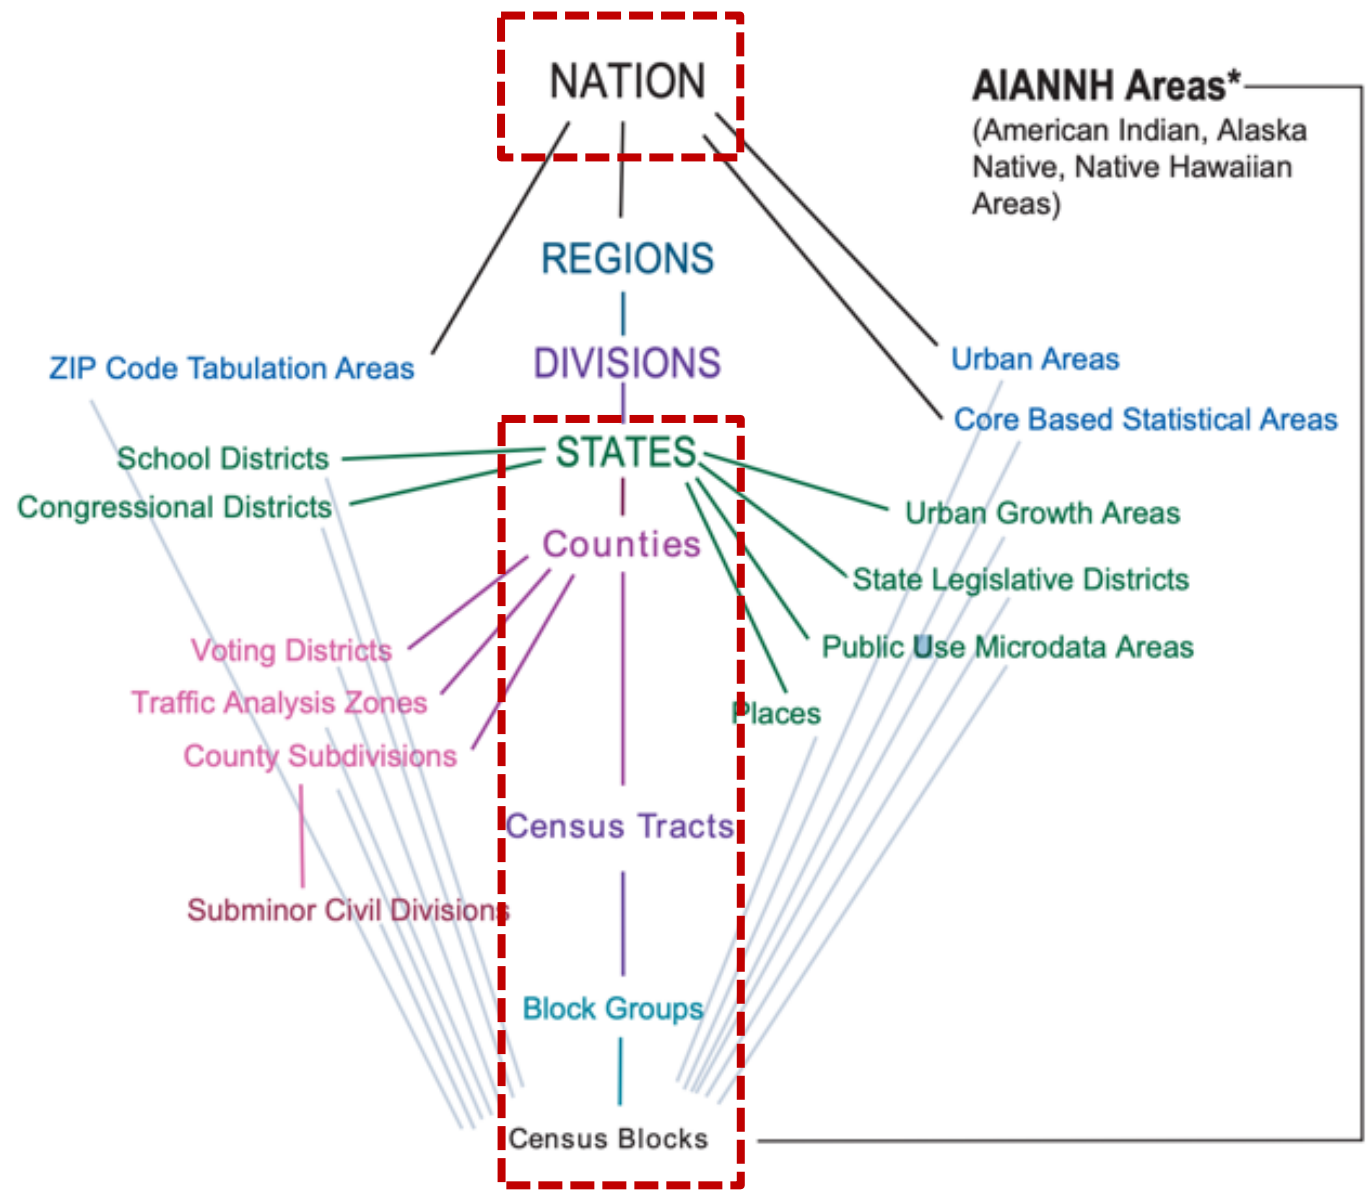 NATION
AIANNH Areas*
(American Indian, Alaska
Native, Native Hawaiian
Areas)
REGIONS
DIVISIONS
ZIP Code Tabulation Areas
Urban Areas
Core Based Statistical Areas
STATES
School Districts
Congressional Districts
Urban Growth Areas
Counties
State Legislative Districts
Voting Districts
Public Use Microdata Areas
Traffic Analysis Zones
Places
County Subdivisions
Census Tracts
Subminor Civil Divisions
Block Groups
Census Blocks